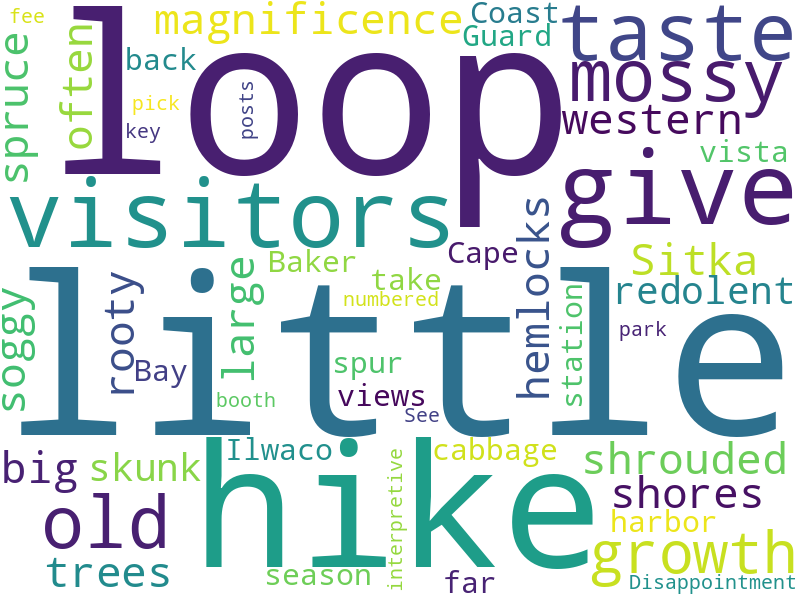 fee
magnificence
Coast
Guard
taste
loop
spruce
often
back
pick
key
posts
mossy
western
vista
give
visitors
Cape
hemlocks
Sitka
redolent
Baker
take
numbered
large
rooty
soggy
little
station
park
Bay
spur
views
booth
See
big
skunk
Ilwaco
cabbage
shrouded
hike
interpretive
shores
old
harbor
growth
trees
season
far
Disappointment